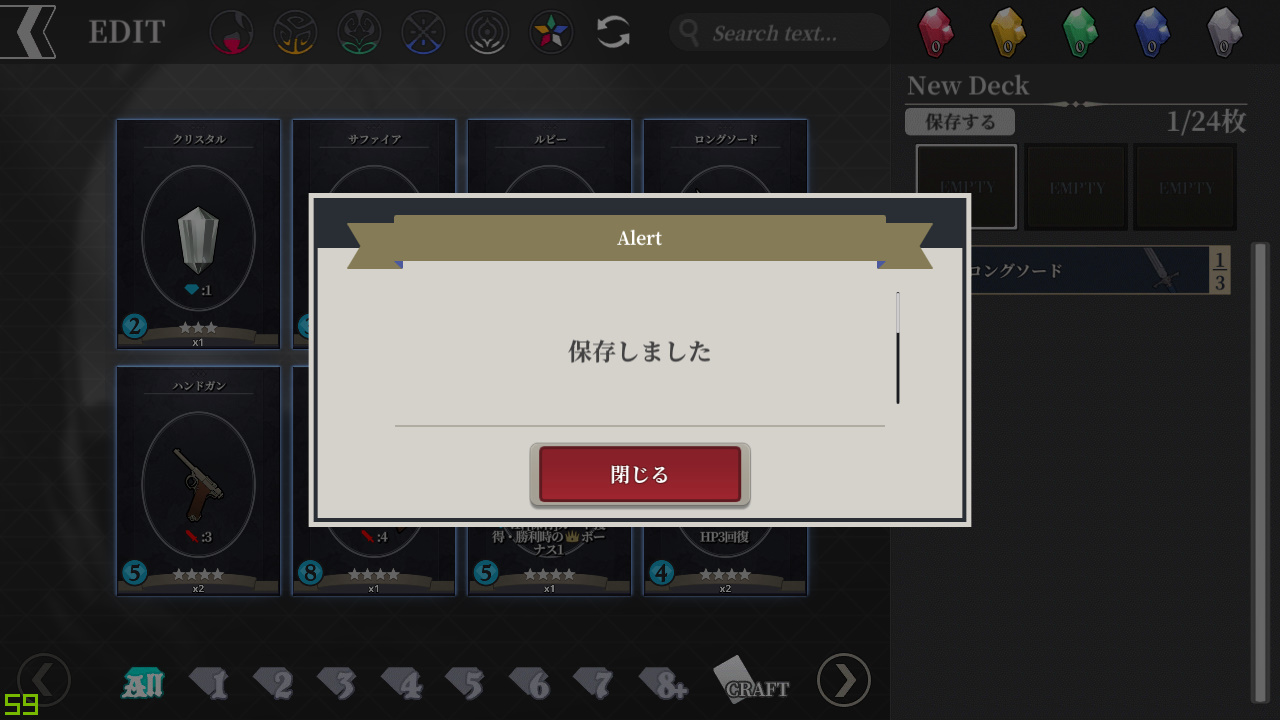 EDIT
Search text...
0
0
0
0
0
New Deck
保存する
1/24枚
EMPTY
EMPTY
EMPTY
ロングソード
1
3
クリスタル
サファイア
ルビー
ロングソード
:1
2
x1
Alert
保存しました
閉じる
ハンドガン
:3
5
x2
:4
8
x1
得・勝利時の ボー
ナス1
5
x1
HP3回復
4
x2
All
1
2
3
4
5
6
7
8+
CRAFT
59